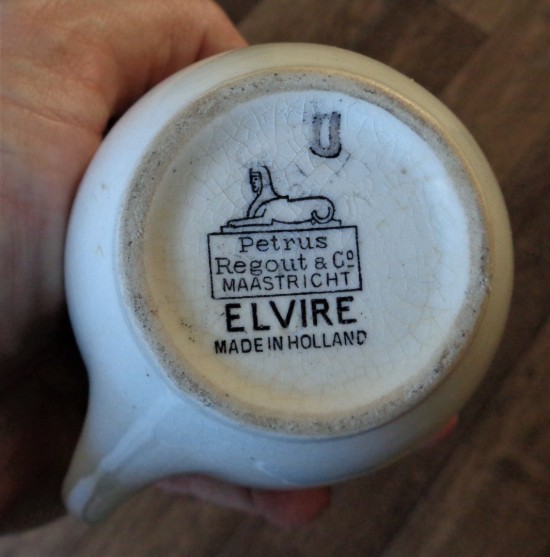 U
Petrus
Regout & Cº
MAASTRICHT
ELVIRE
MADE IN HOLLAND